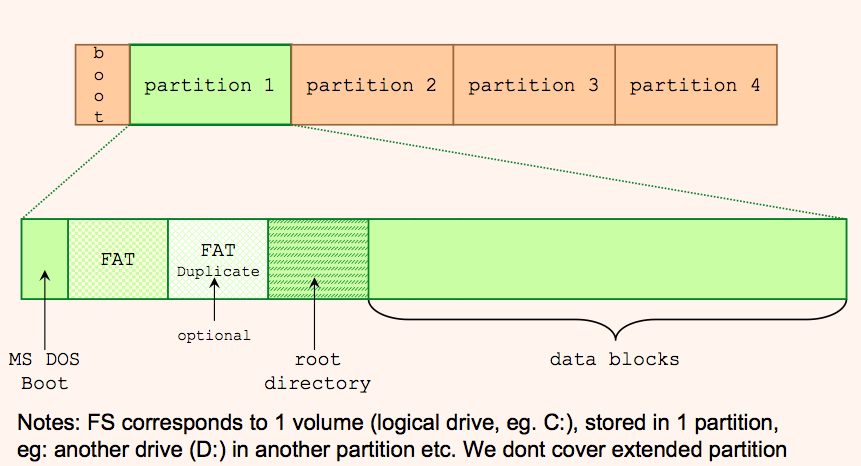 boot
partition 1
partition 2
partition 3
partition 4
FAT
FAT
Duplicate
optional
MS DOS
Boot
root
directory
data blocks
Notes: FS corresponds to 1 volume (logical drive, eg. C:), stored in 1 partition,
eg: another drive (D:) in another partition etc. We dont cover extended partition